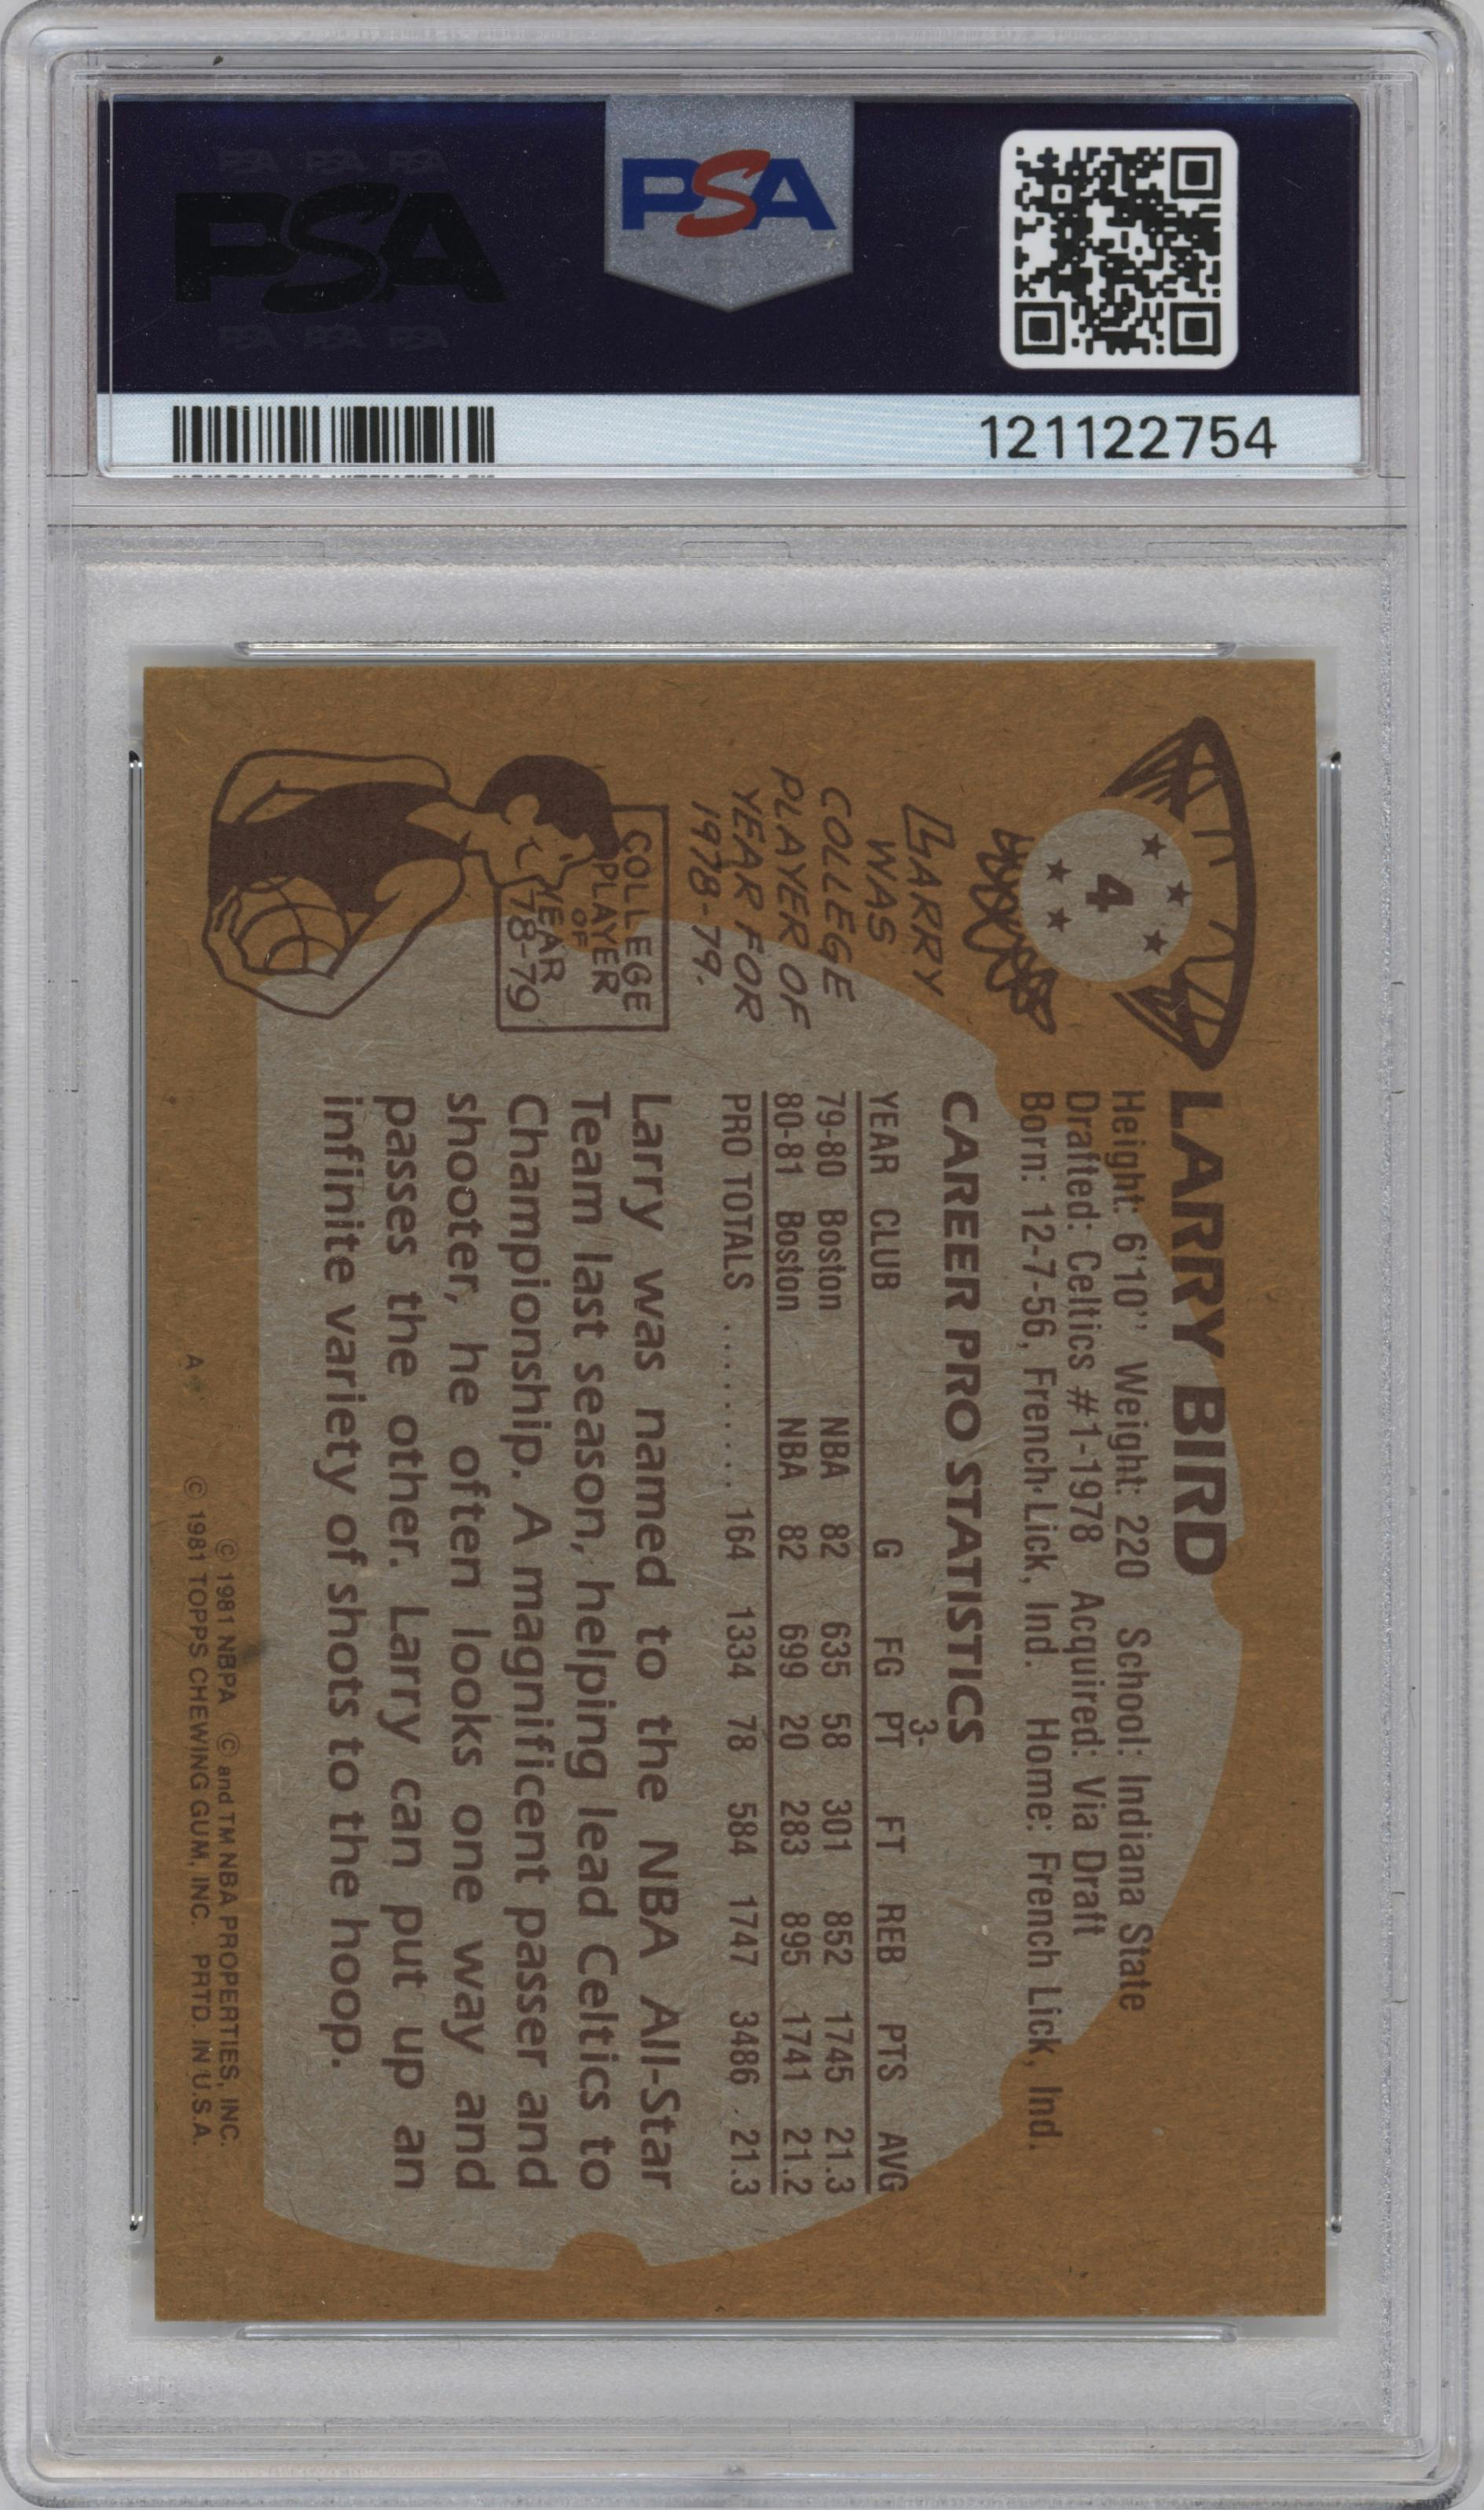 PSA PSA PSA
PSA
PSA PSA PSA
PSA
121122754
4
LARRY BIRD
Height: 6'10" Weight: 220 School: Indiana State
Drafted: Celtics #1-1978 Acquired: Via Draft
Born: 12-7-56, French Lick, Ind. Home: French Lick, Ind.
CAREER PRO STATISTICS
YEAR CLUB G FG 3-PT FT REB PTS AVG
79-80 Boston NBA 82 635 58 301 852 1745 21.3
80-81 Boston NBA 82 699 20 283 895 1741 21.2
PRO TOTALS ........ 164 1334 78 584 1747 3486 21.3
Larry was named to the NBA All-Star
Team last season, helping lead Celtics to
Championship. A magnificent passer and
shooter, he often looks one way and
passes the other. Larry can put up an
infinite variety of shots to the hoop.
LARRY
WAS
COLLEGE
PLAYER OF
YEAR FOR
1978-79.
COLLEGE
PLAYER
OF
YEAR
78-79
© 1981 NBPA © and TM NBA PROPERTIES, INC.
A* © 1981 TOPPS CHEWING GUM, INC. PRTD. IN U.S.A.